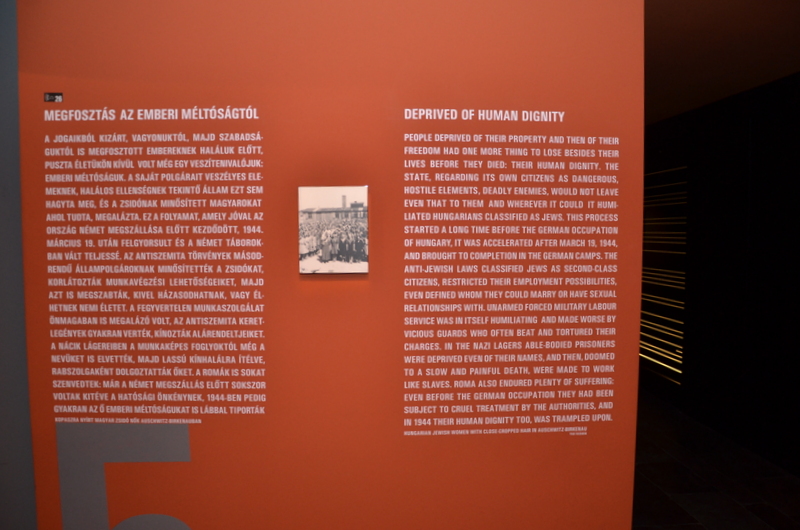 26
MEGFOSZTÁS AZ EMBERI MÉLTÓSÁGTÓL
A JOGAIKBÓL KIZÁRT, VAGYONUKTÓL, MAJD SZABADSÁ-
GUKTÓL IS MEGFOSZTOTT EMBEREKNEK HALÁLUK ELŐTT,
PUSZTA ÉLETÜKÖN KÍVÜL VOLT MÉG EGY VESZÍTENIVALÓJUK:
EMBERI MÉLTÓSÁGUK. A SAJÁT POLGÁRAIT VESZÉLYES ELE-
MEKNEK, HALÁLOS ELLENSÉGNEK TEKINTŐ ÁLLAM EZT SEM
HAGYTA MEG, ÉS A ZSIDÓNAK MINŐSÍTETT MAGYAROKAT
AHOL TUDTA, MEGALÁZTA. EZ A FOLYAMAT, AMELY JÓVAL AZ
ORSZÁG NÉMET MEGSZÁLLÁSA ELŐTT KEZDŐDÖTT, 1944.
MÁRCIUS 19. UTÁN FELGYORSULT ÉS A NÉMET TÁBOROK-
BAN VÁLT TELJESSÉ. AZ ANTISZEMITA TÖRVÉNYEK MÁSOD-
RENDŰ ÁLLAMPOLGÁROKNAK MINŐSÍTETTÉK A ZSIDÓKAT,
KORLÁTOZTÁK MUNKAVÉGZÉSI LEHETŐSÉGEIKET, MAJD
AZT IS MEGSZABTÁK, KIVEL HÁZASODHATNAK, VAGY ÉL-
HETNEK NEMI ÉLETET. A FEGYVERTELEN MUNKASZOLGÁLAT
ÖNMAGÁBAN IS MEGALÁZÓ VOLT, AZ ANTISZEMITA KERET-
LEGÉNYEK GYAKRAN VERTÉK, KÍNOZTÁK ALÁRENDELTJEIKET.
A NÁCIK LÁGEREIBEN A MUNKAKÉPES FOGLYOKTÓL MÉG A
NEVÜKET IS ELVETTÉK, MAJD LASSÚ KÍNHALÁLRA ÍTÉLVE,
RABSZOLGAKÉNT DOLGOZTATTÁK ŐKET. A ROMÁK IS SOKAT
SZENVEDTEK: MÁR A NÉMET MEGSZÁLLÁS ELŐTT SOKSZOR
VOLTAK KITÉVE A HATÓSÁGI ÖNKÉNYNEK, 1944-BEN PEDIG
GYAKRAN AZ Ő EMBERI MÉLTÓSÁGUKAT IS LÁBBAL TIPORTÁK
KOPASZRA NYÍRT MAGYAR ZSIDÓ NŐK AUSCHWITZ-BIRKENAUBAN
DEPRIVED OF HUMAN DIGNITY
PEOPLE DEPRIVED OF THEIR PROPERTY AND THEN OF THEIR
FREEDOM HAD ONE MORE THING TO LOSE BESIDES THEIR
LIVES BEFORE THEY DIED: THEIR HUMAN DIGNITY. THE
STATE, REGARDING ITS OWN CITIZENS AS DANGEROUS,
HOSTILE ELEMENTS, DEADLY ENEMIES, WOULD NOT LEAVE
EVEN THAT TO THEM AND WHEREVER IT COULD IT HUMI-
LIATED HUNGARIANS CLASSIFIED AS JEWS. THIS PROCESS
STARTED A LONG TIME BEFORE THE GERMAN OCCUPATION
OF HUNGARY, IT WAS ACCELERATED AFTER MARCH 19, 1944,
AND BROUGHT TO COMPLETION IN THE GERMAN CAMPS. THE
ANTI-JEWISH LAWS CLASSIFIED JEWS AS SECOND-CLASS
CITIZENS, RESTRICTED THEIR EMPLOYMENT POSSIBILITIES,
EVEN DEFINED WHOM THEY COULD MARRY OR HAVE SEXUAL
RELATIONSHIPS WITH. UNARMED FORCED MILITARY LABOUR
SERVICE WAS IN ITSELF HUMILIATING AND MADE WORSE BY
VICIOUS GUARDS WHO OFTEN BEAT AND TORTURED THEIR
CHARGES. IN THE NAZI LAGERS ABLE-BODIED PRISONERS
WERE DEPRIVED EVEN OF THEIR NAMES, AND THEN, DOOMED
TO A SLOW AND PAINFUL DEATH, WERE MADE TO WORK
LIKE SLAVES. ROMA ALSO ENDURED PLENTY OF SUFFERING:
EVEN BEFORE THE GERMAN OCCUPATION THEY HAD BEEN
SUBJECT TO CRUEL TREATMENT BY THE AUTHORITIES, AND
IN 1944 THEIR HUMAN DIGNITY TOO, WAS TRAMPLED UPON.
HUNGARIAN JEWISH WOMEN WITH CLOSE-CROPPED HAIR IN AUSCHWITZ-BIRKENAU
5